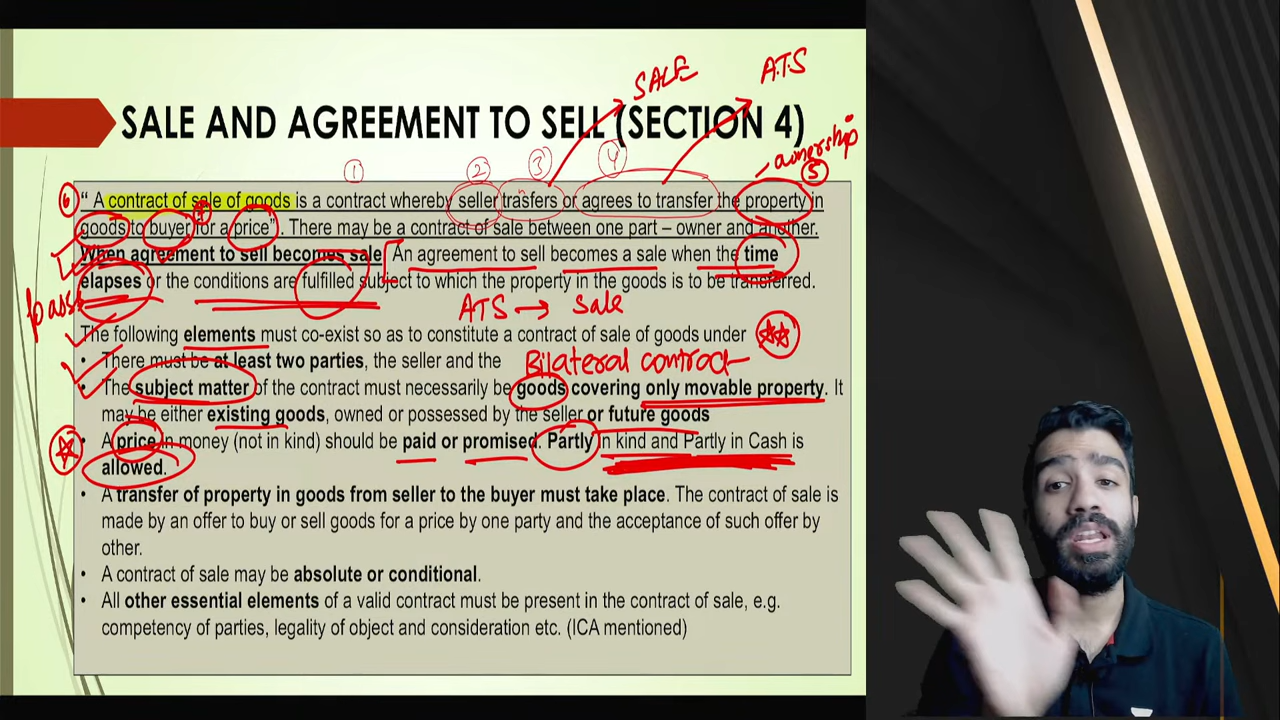 SALE
A.T.S
SALE AND AGREEMENT TO SELL (SECTION 4)
ownership
1 2 3 4 5
6 “ A contract of sale of goods is a contract whereby seller trasfers or agrees to transfer the property in
goods to buyer for a price”. There may be a contract of sale between one part – owner and another.
When agreement to sell becomes sale An agreement to sell becomes a sale when the time
elapses or the conditions are fulfilled subject to which the property in the goods is to be transferred.
pass
ATS → Sale
The following elements must co-exist so as to constitute a contract of sale of goods under
• There must be at least two parties, the seller and the
Bilateral contract
• The subject matter of the contract must necessarily be goods covering only movable property. It
may be either existing goods, owned or possessed by the seller or future goods
• A price in money (not in kind) should be paid or promised. Partly in kind and Partly in Cash is
allowed.
• A transfer of property in goods from seller to the buyer must take place. The contract of sale is
made by an offer to buy or sell goods for a price by one party and the acceptance of such offer by
other.
• A contract of sale may be absolute or conditional.
• All other essential elements of a valid contract must be present in the contract of sale, e.g.
competency of parties, legality of object and consideration etc. (ICA mentioned)